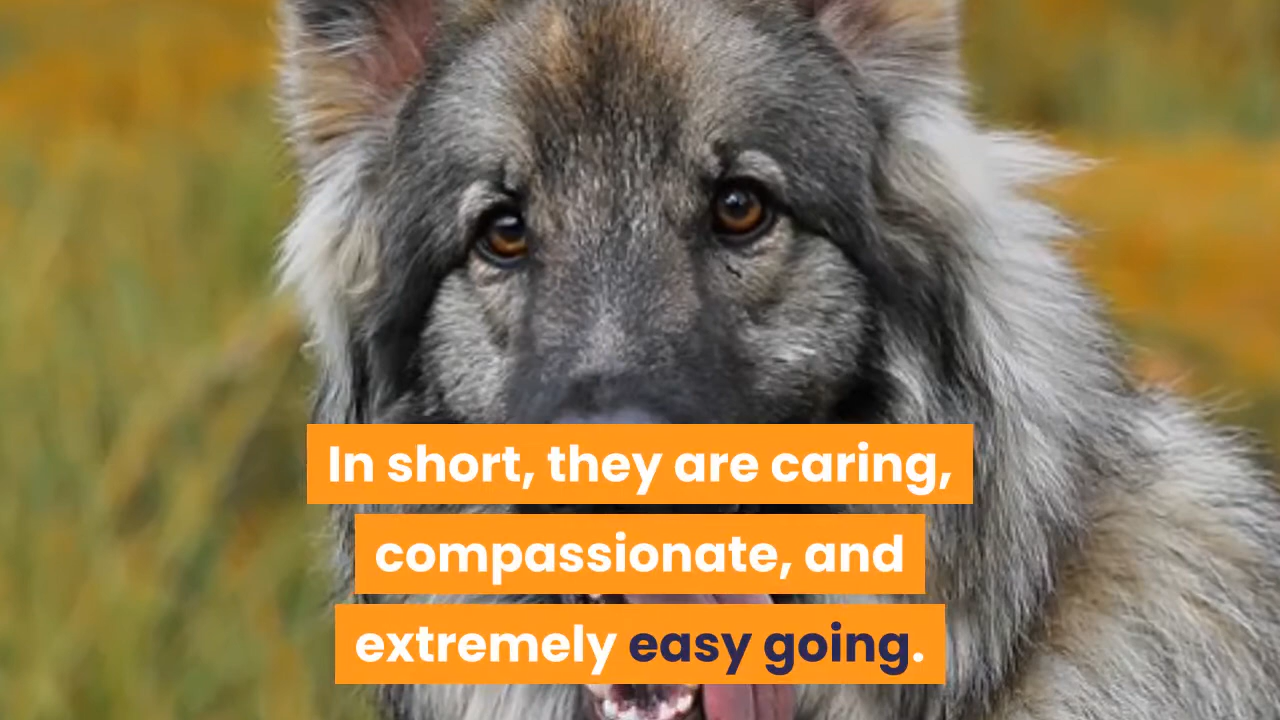 In short, they are caring,
compassionate, and
extremely easy going.